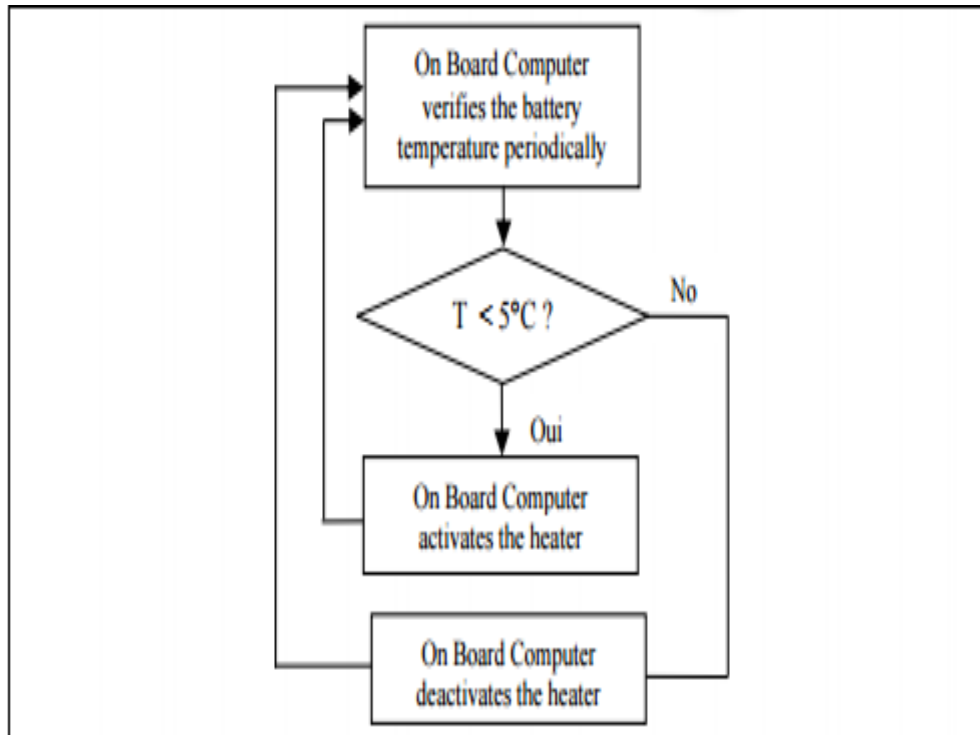 On Board Computer
verifies the battery
temperature periodically
T < 5°C ?
No
Oui
On Board Computer
activates the heater
On Board Computer
deactivates the heater